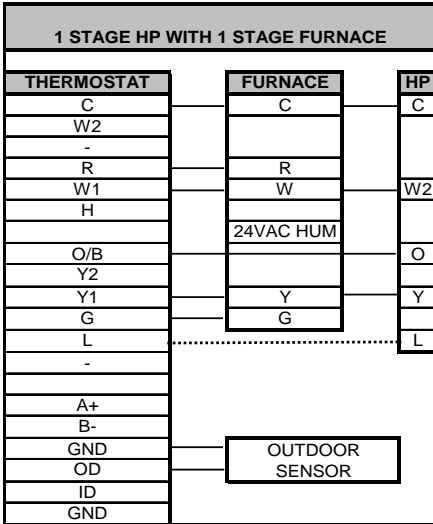 1 STAGE HP WITH 1 STAGE FURNACE
THERMOSTAT FURNACE HP
C C C
W2
-
R R
W1 W W2
H
24VAC HUM
O/B O
Y2
Y1 Y Y
G G
L L
-
A+
B-
GND OUTDOOR
OD SENSOR
ID
GND